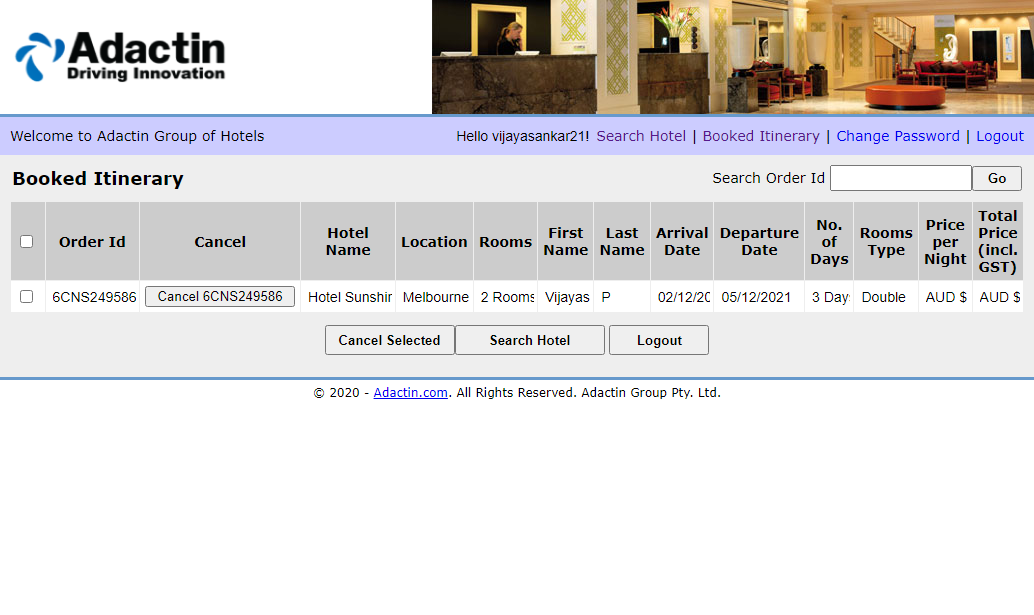 Adactin
Driving Innovation
Welcome to Adactin Group of Hotels
Hello vijayasankar21! Search Hotel | Booked Itinerary | Change Password | Logout
Booked Itinerary
Search Order Id Go
Order Id Cancel Hotel Name Location Rooms First Name Last Name Arrival Date Departure Date No. of Days Rooms Type Price per Night Total Price (incl. GST)
6CNS249586 Cancel 6CNS249586 Hotel Sunshin Melbourne 2 Rooms Vijayas P 02/12/20 05/12/2021 3 Days Double AUD $ AUD $
Cancel Selected Search Hotel Logout
© 2020 - Adactin.com. All Rights Reserved. Adactin Group Pty. Ltd.